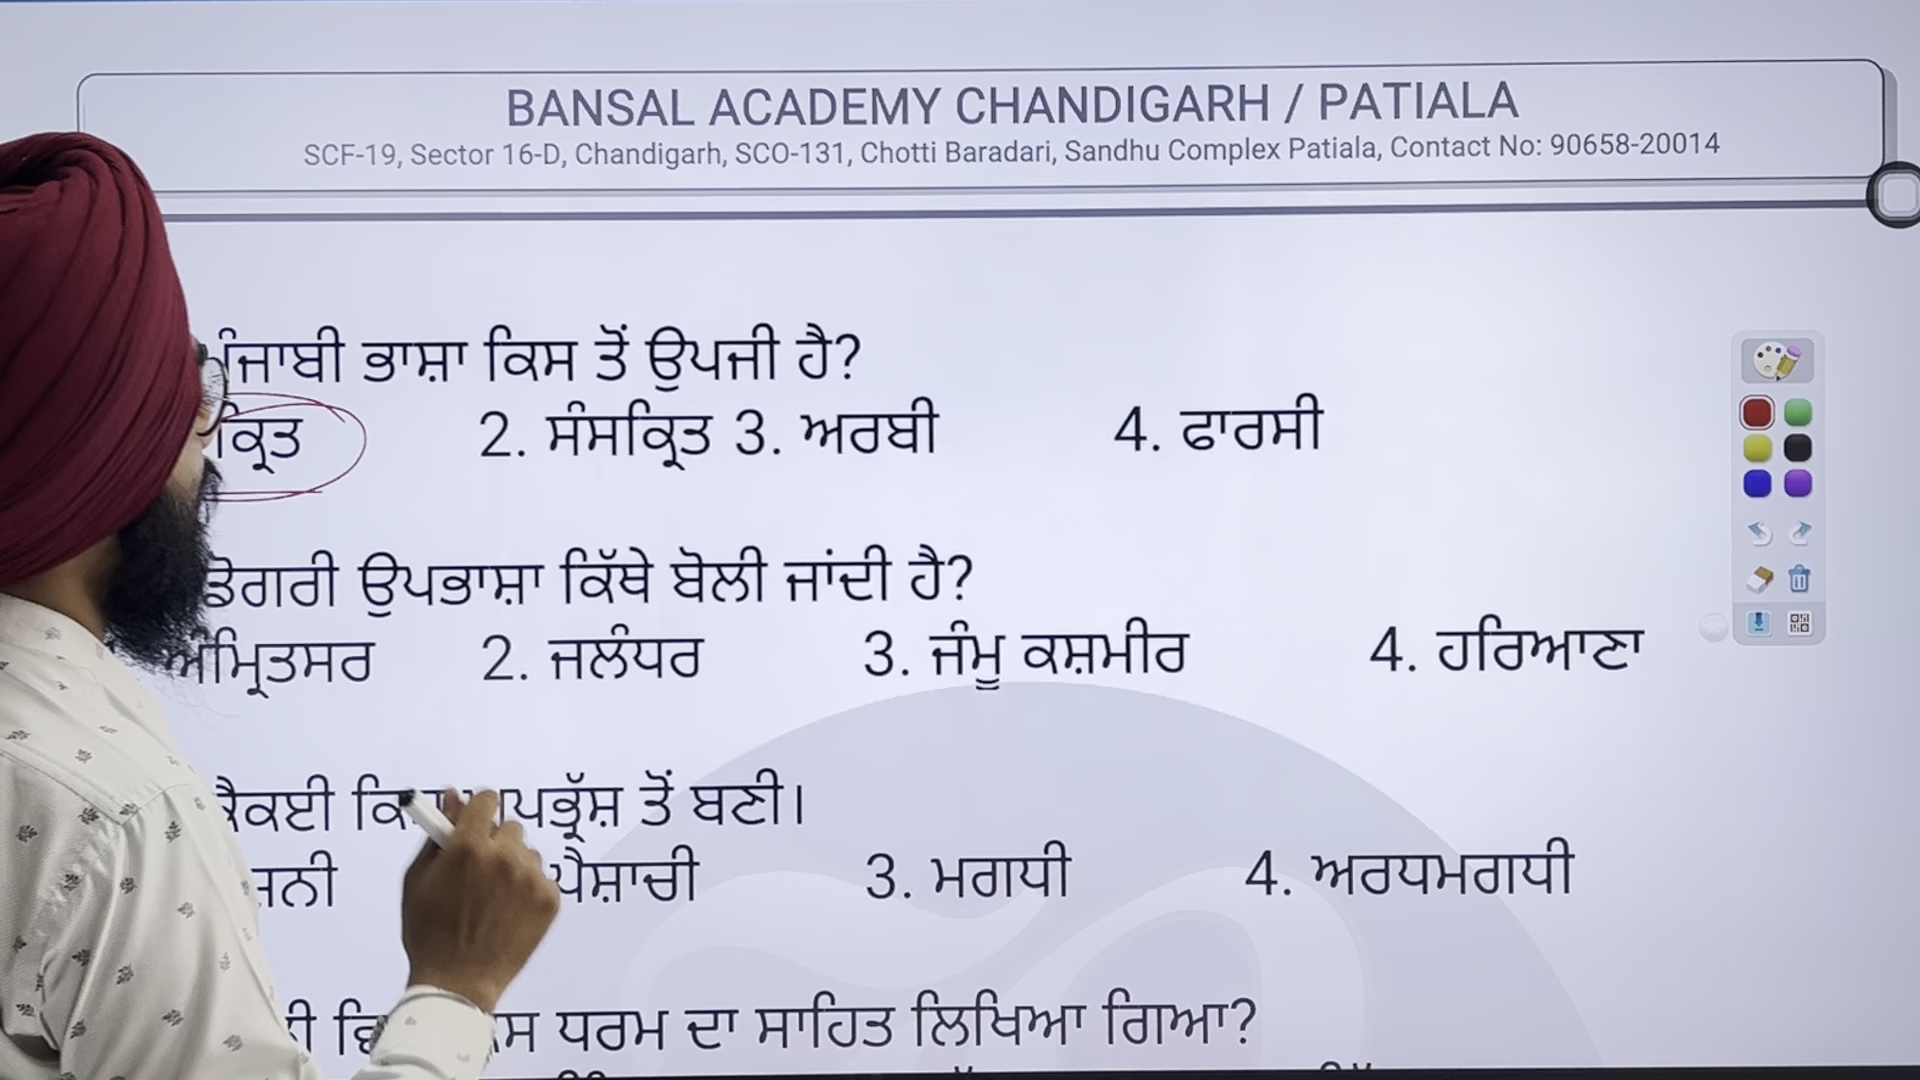 BANSAL ACADEMY CHANDIGARH / PATIALA
SCF-19, Sector 16-D, Chandigarh, SCO-131, Chotti Baradari, Sandhu Complex Patiala, Contact No: 90658-20014
ਭਾਸ਼ਾ ਕਿਸ ਤੋਂ ਉਪਜੀ ਹੈ?
2. ਸੰਸਕ੍ਰਿਤ 3. ਅਰਬੀ 4. ਫਾਰਸੀ
ਡੋਗਰੀ ਉਪਭਾਸ਼ਾ ਕਿੱਥੇ ਬੋਲੀ ਜਾਂਦੀ ਹੈ?
ਅੰਮ੍ਰਿਤਸਰ 2. ਜਲੰਧਰ 3. ਜੰਮੂ ਕਸ਼ਮੀਰ 4. ਹਰਿਆਣਾ
ਕੈਕਈ ਤੋਂ ਬਣੀ।
ਪੈਸ਼ਾਚੀ 3. ਮਗਧੀ 4. ਅਰਧਮਗਧੀ
ਧਰਮ ਦਾ ਸਾਹਿਤ ਲਿਖਿਆ ਗਿਆ?